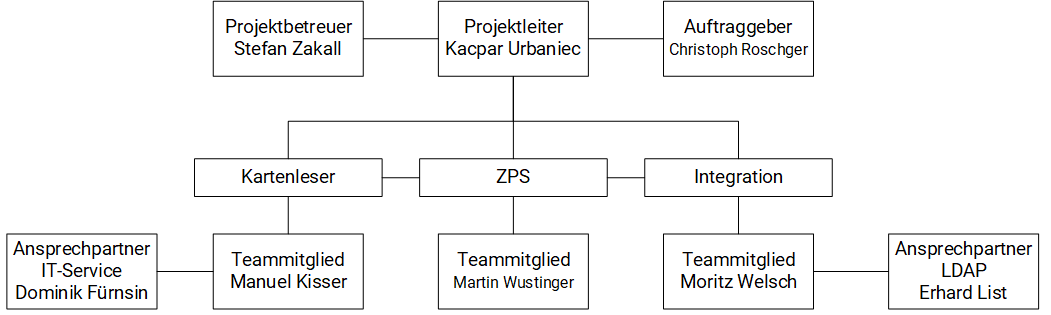 Projektbetreuer
Stefan Zakall
Projektleiter
Kacpar Urbaniec
Auftraggeber
Christoph Roschger
Kartenleser
ZPS
Integration
Ansprechpartner
IT-Service
Dominik Fürnsin
Teammitglied
Manuel Kisser
Teammitglied
Martin Wustinger
Teammitglied
Moritz Welsch
Ansprechpartner
LDAP
Erhard List